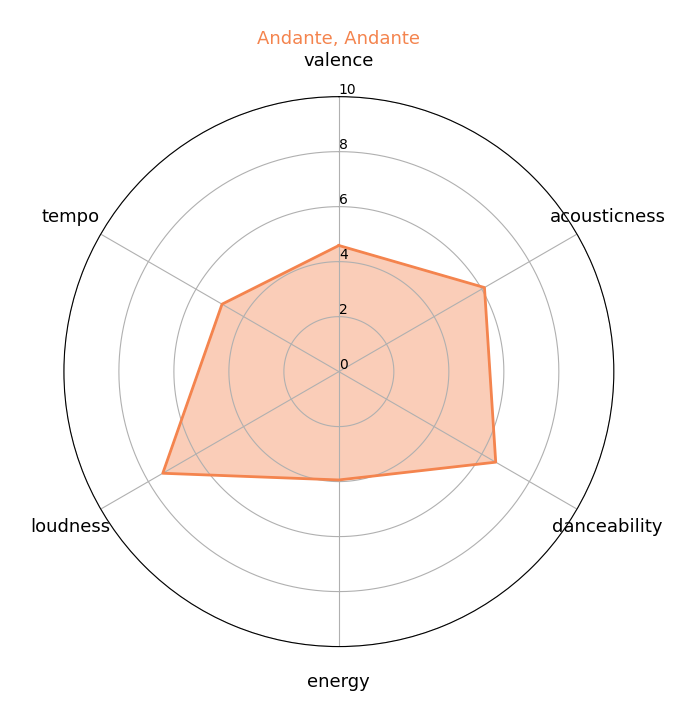 Andante, Andante
valence
10
8
tempo
6
acousticness
4
2
0
loudness
danceability
energy